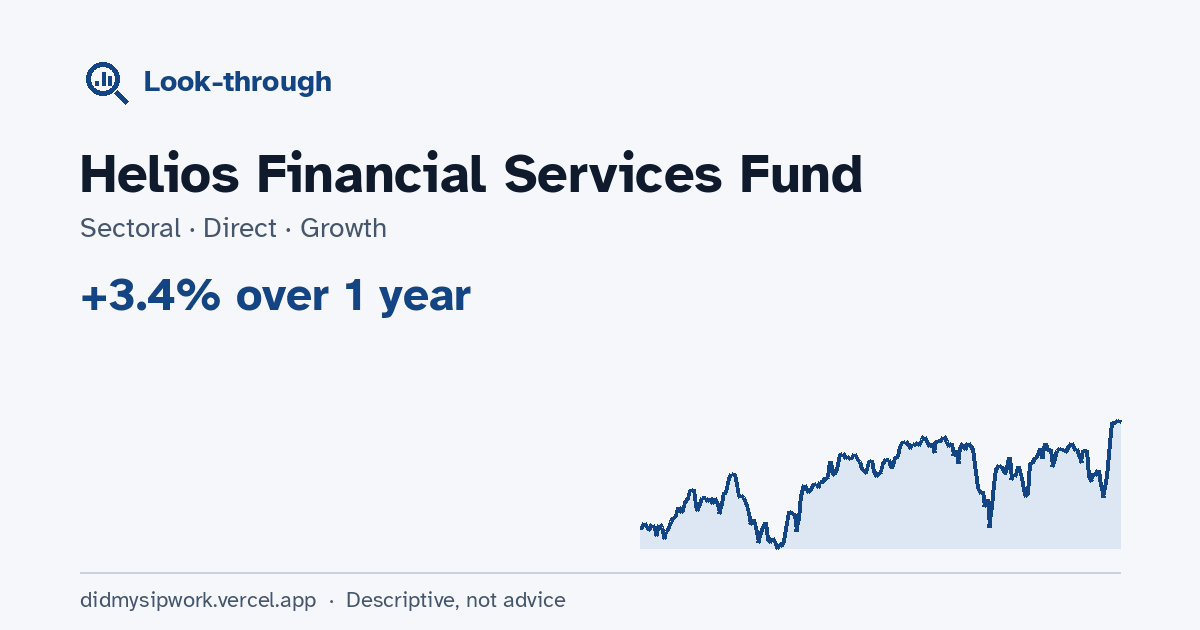 Look-through
Helios Financial Services Fund
Sectoral · Direct · Growth
+3.4% over 1 year
didmysipwork.vercel.app · Descriptive, not advice